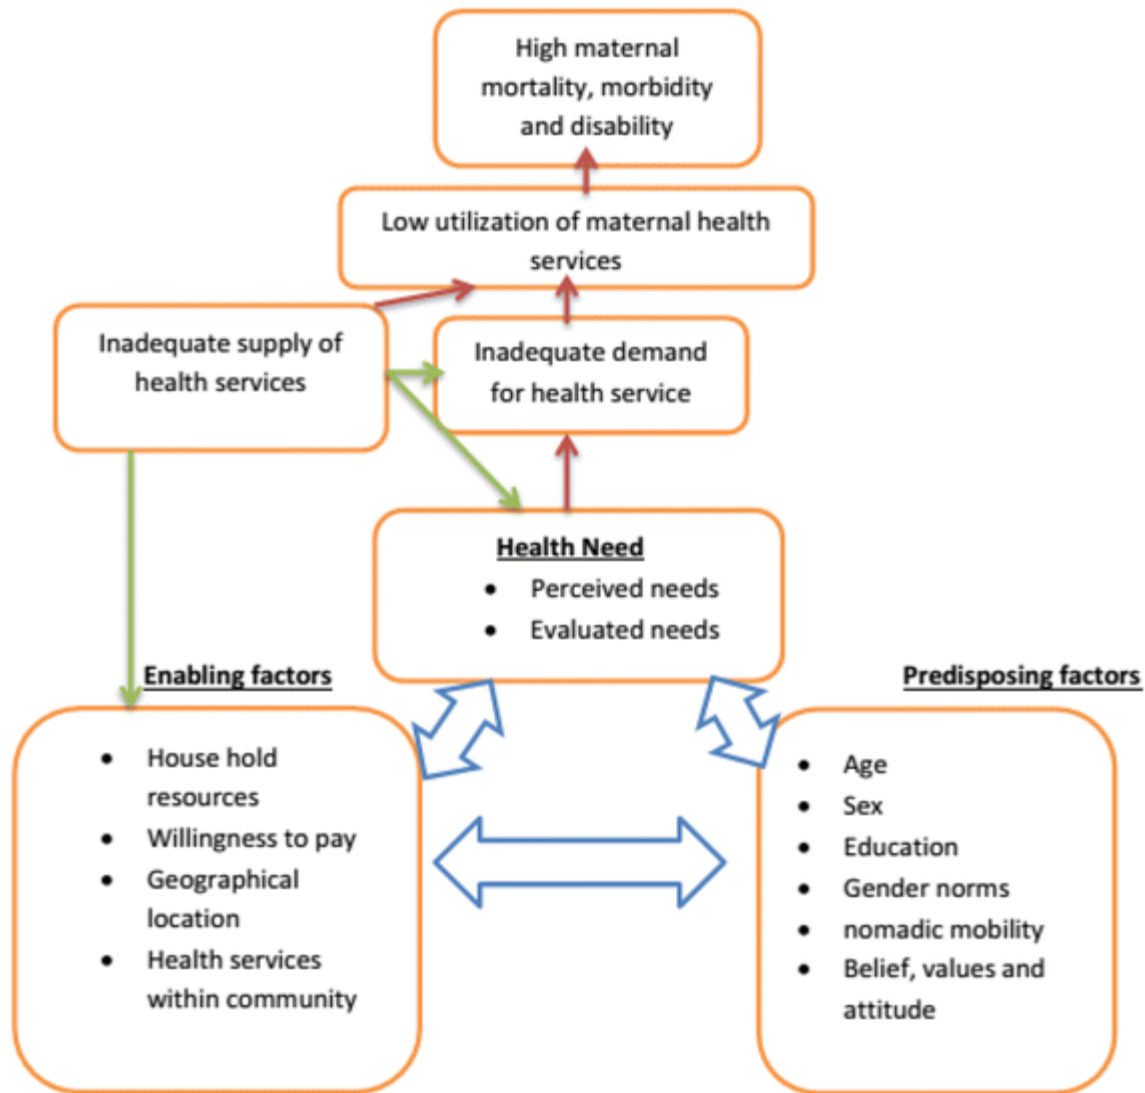 High maternal
mortality, morbidity
and disability
Low utilization of maternal health
services
Inadequate supply of
health services
Inadequate demand
for health service
Health Need
• Perceived needs
• Evaluated needs
Enabling factors
• House hold
resources
• Willingness to pay
• Geographical
location
• Health services
within community
Predisposing factors
• Age
• Sex
• Education
• Gender norms
• nomadic mobility
• Belief, values and
attitude